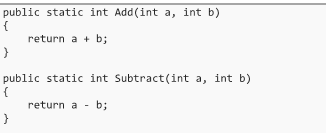 public static int Add(int a, int b)
{
    return a + b;
}

public static int Subtract(int a, int b)
{
    return a - b;
}